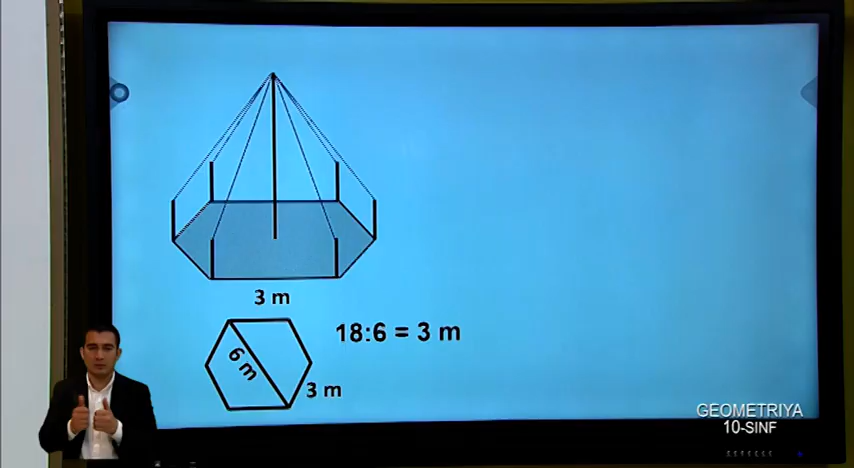 3 m
18:6 = 3 m
6 m
3 m
GEOMETRIYA
10-SINF